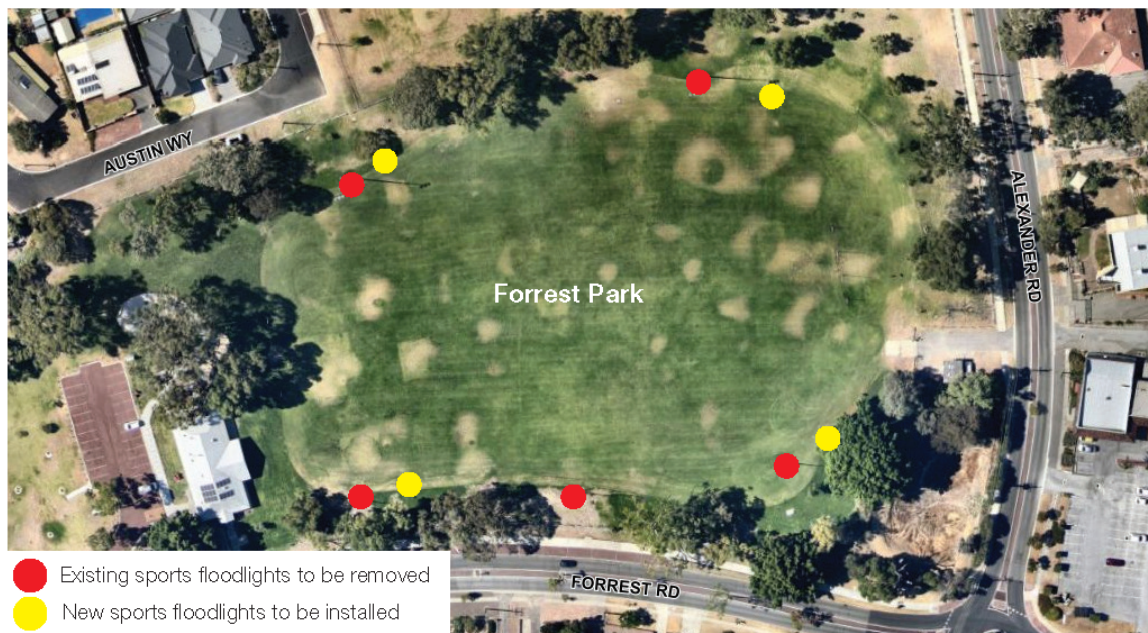 AUSTIN WY
ALEXANDER RD
Forrest Park
Existing sports floodlights to be removed
FORREST RD
New sports floodlights to be installed